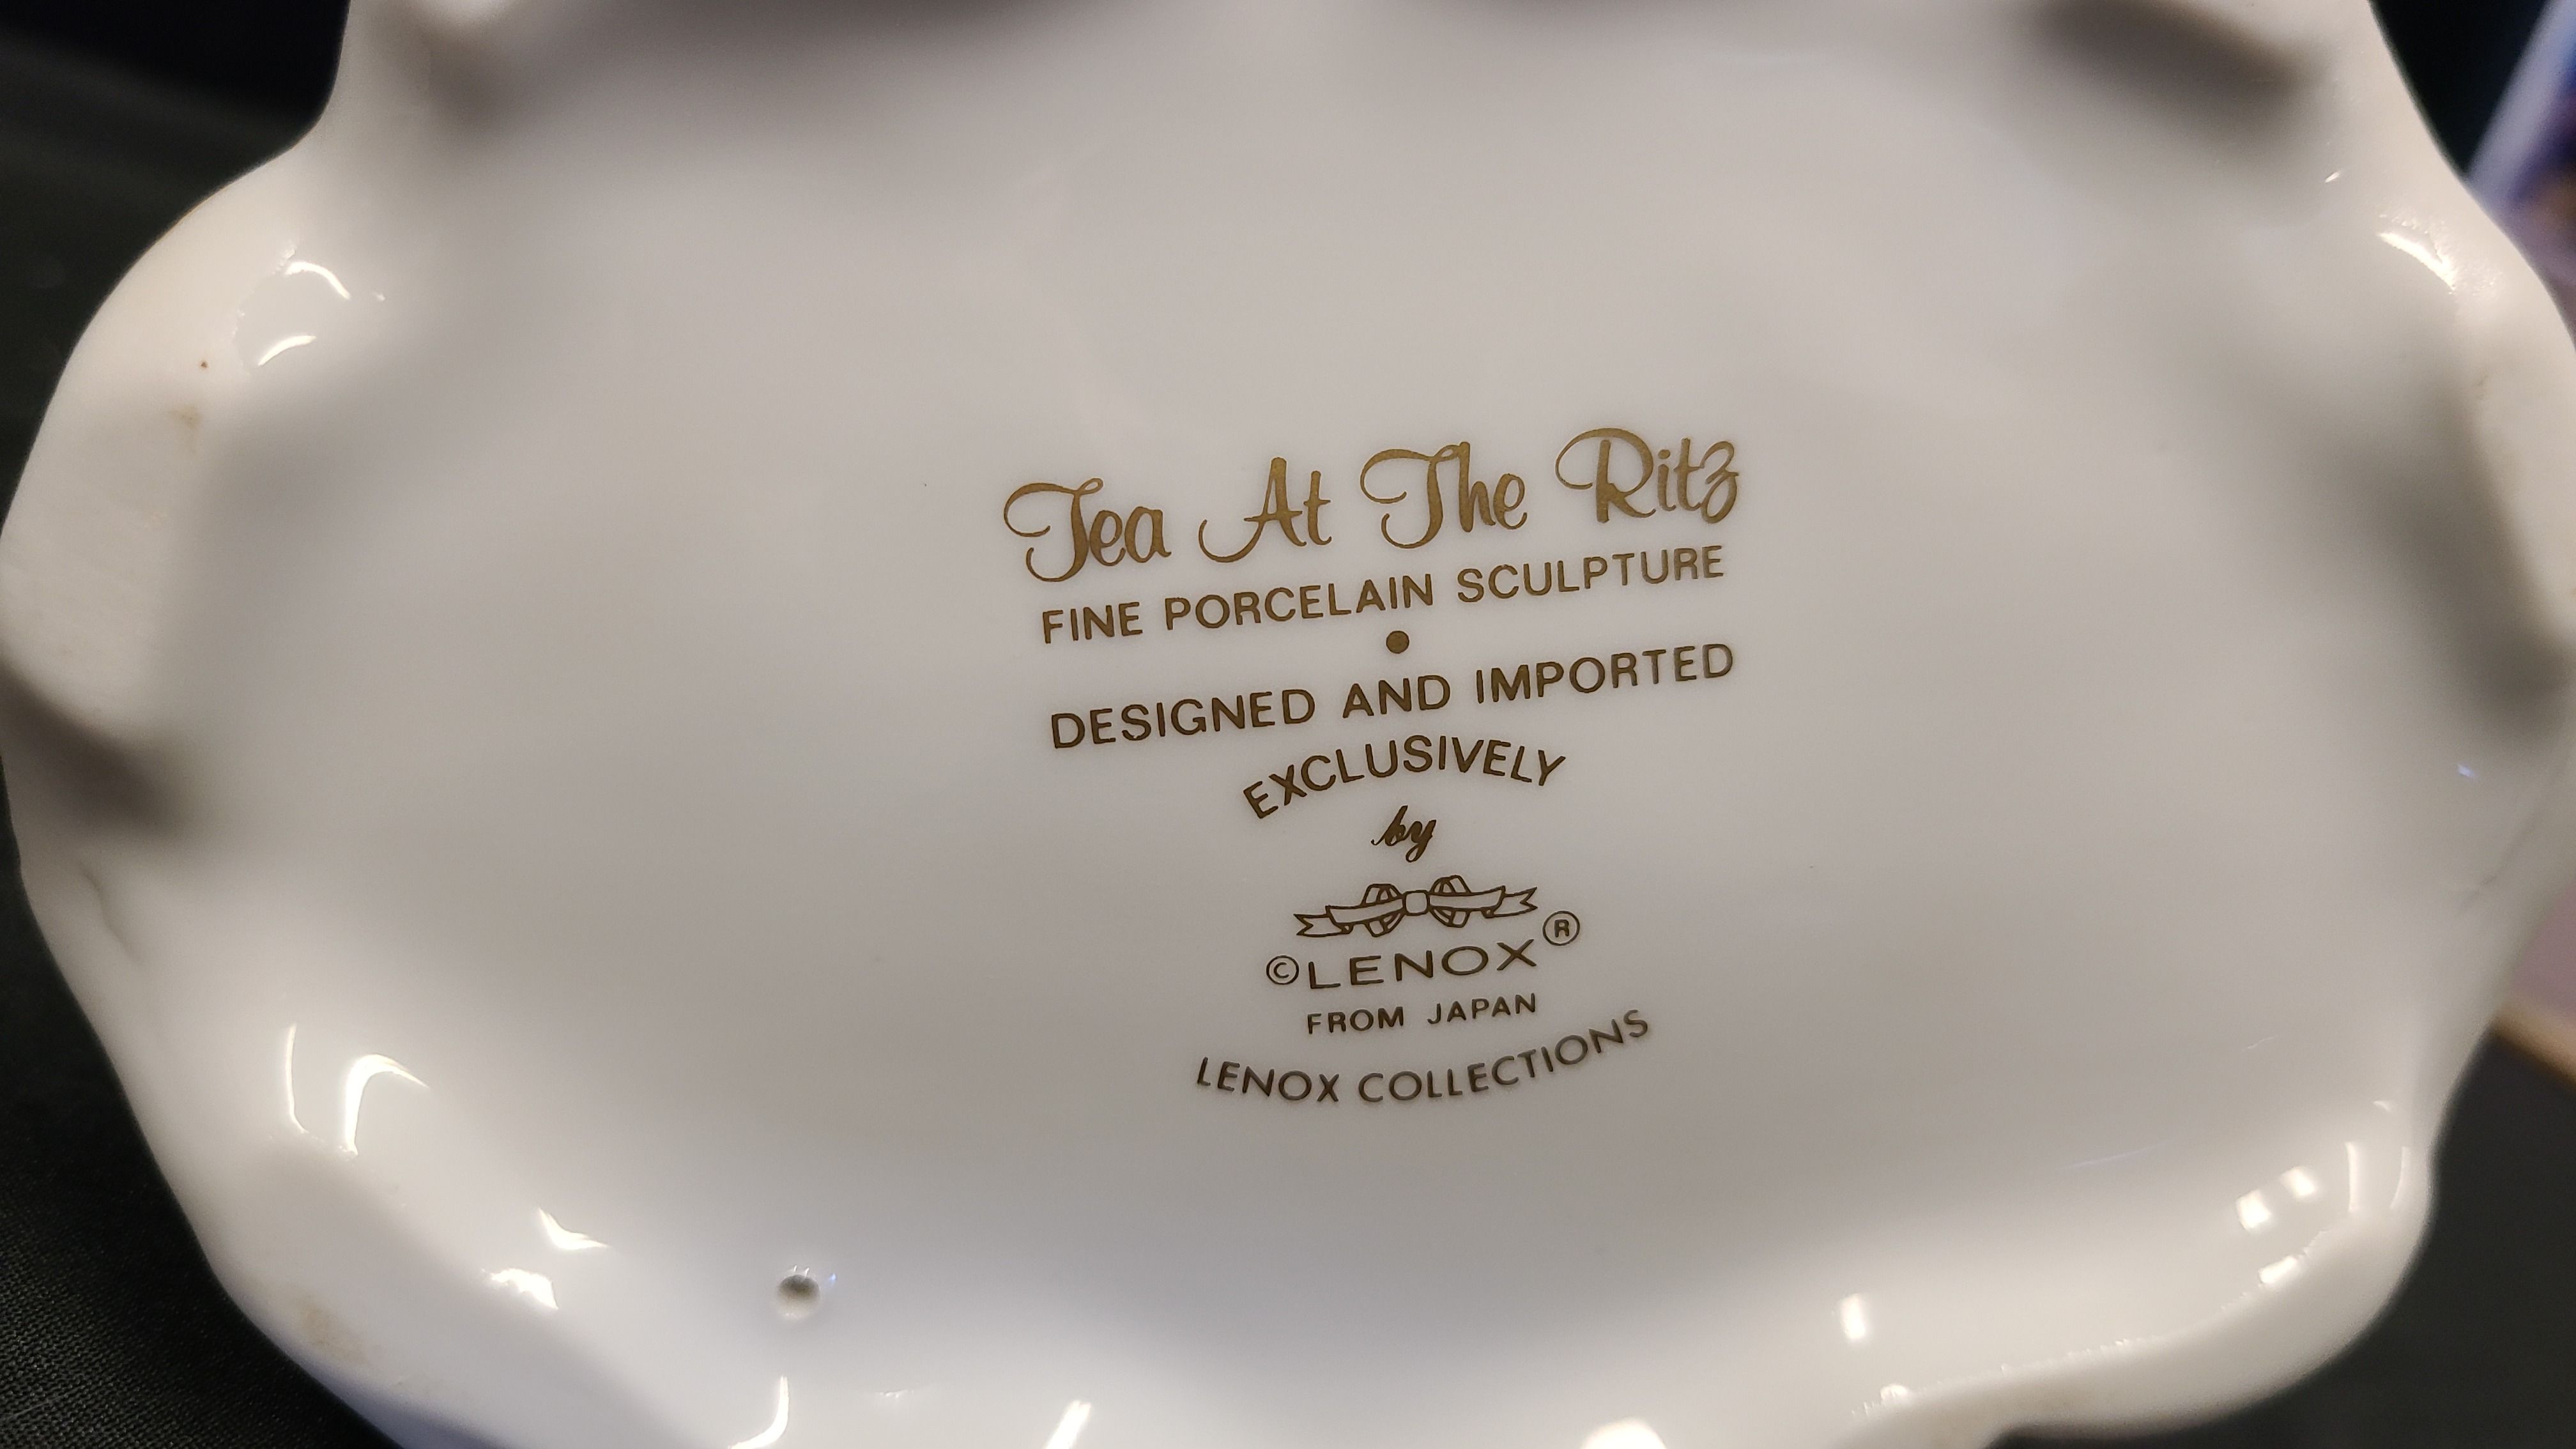 Tea At The Ritz
FINE PORCELAIN SCULPTURE
•
DESIGNED AND IMPORTED
EXCLUSIVELY
by
©LENOX®
FROM JAPAN
LENOX COLLECTIONS